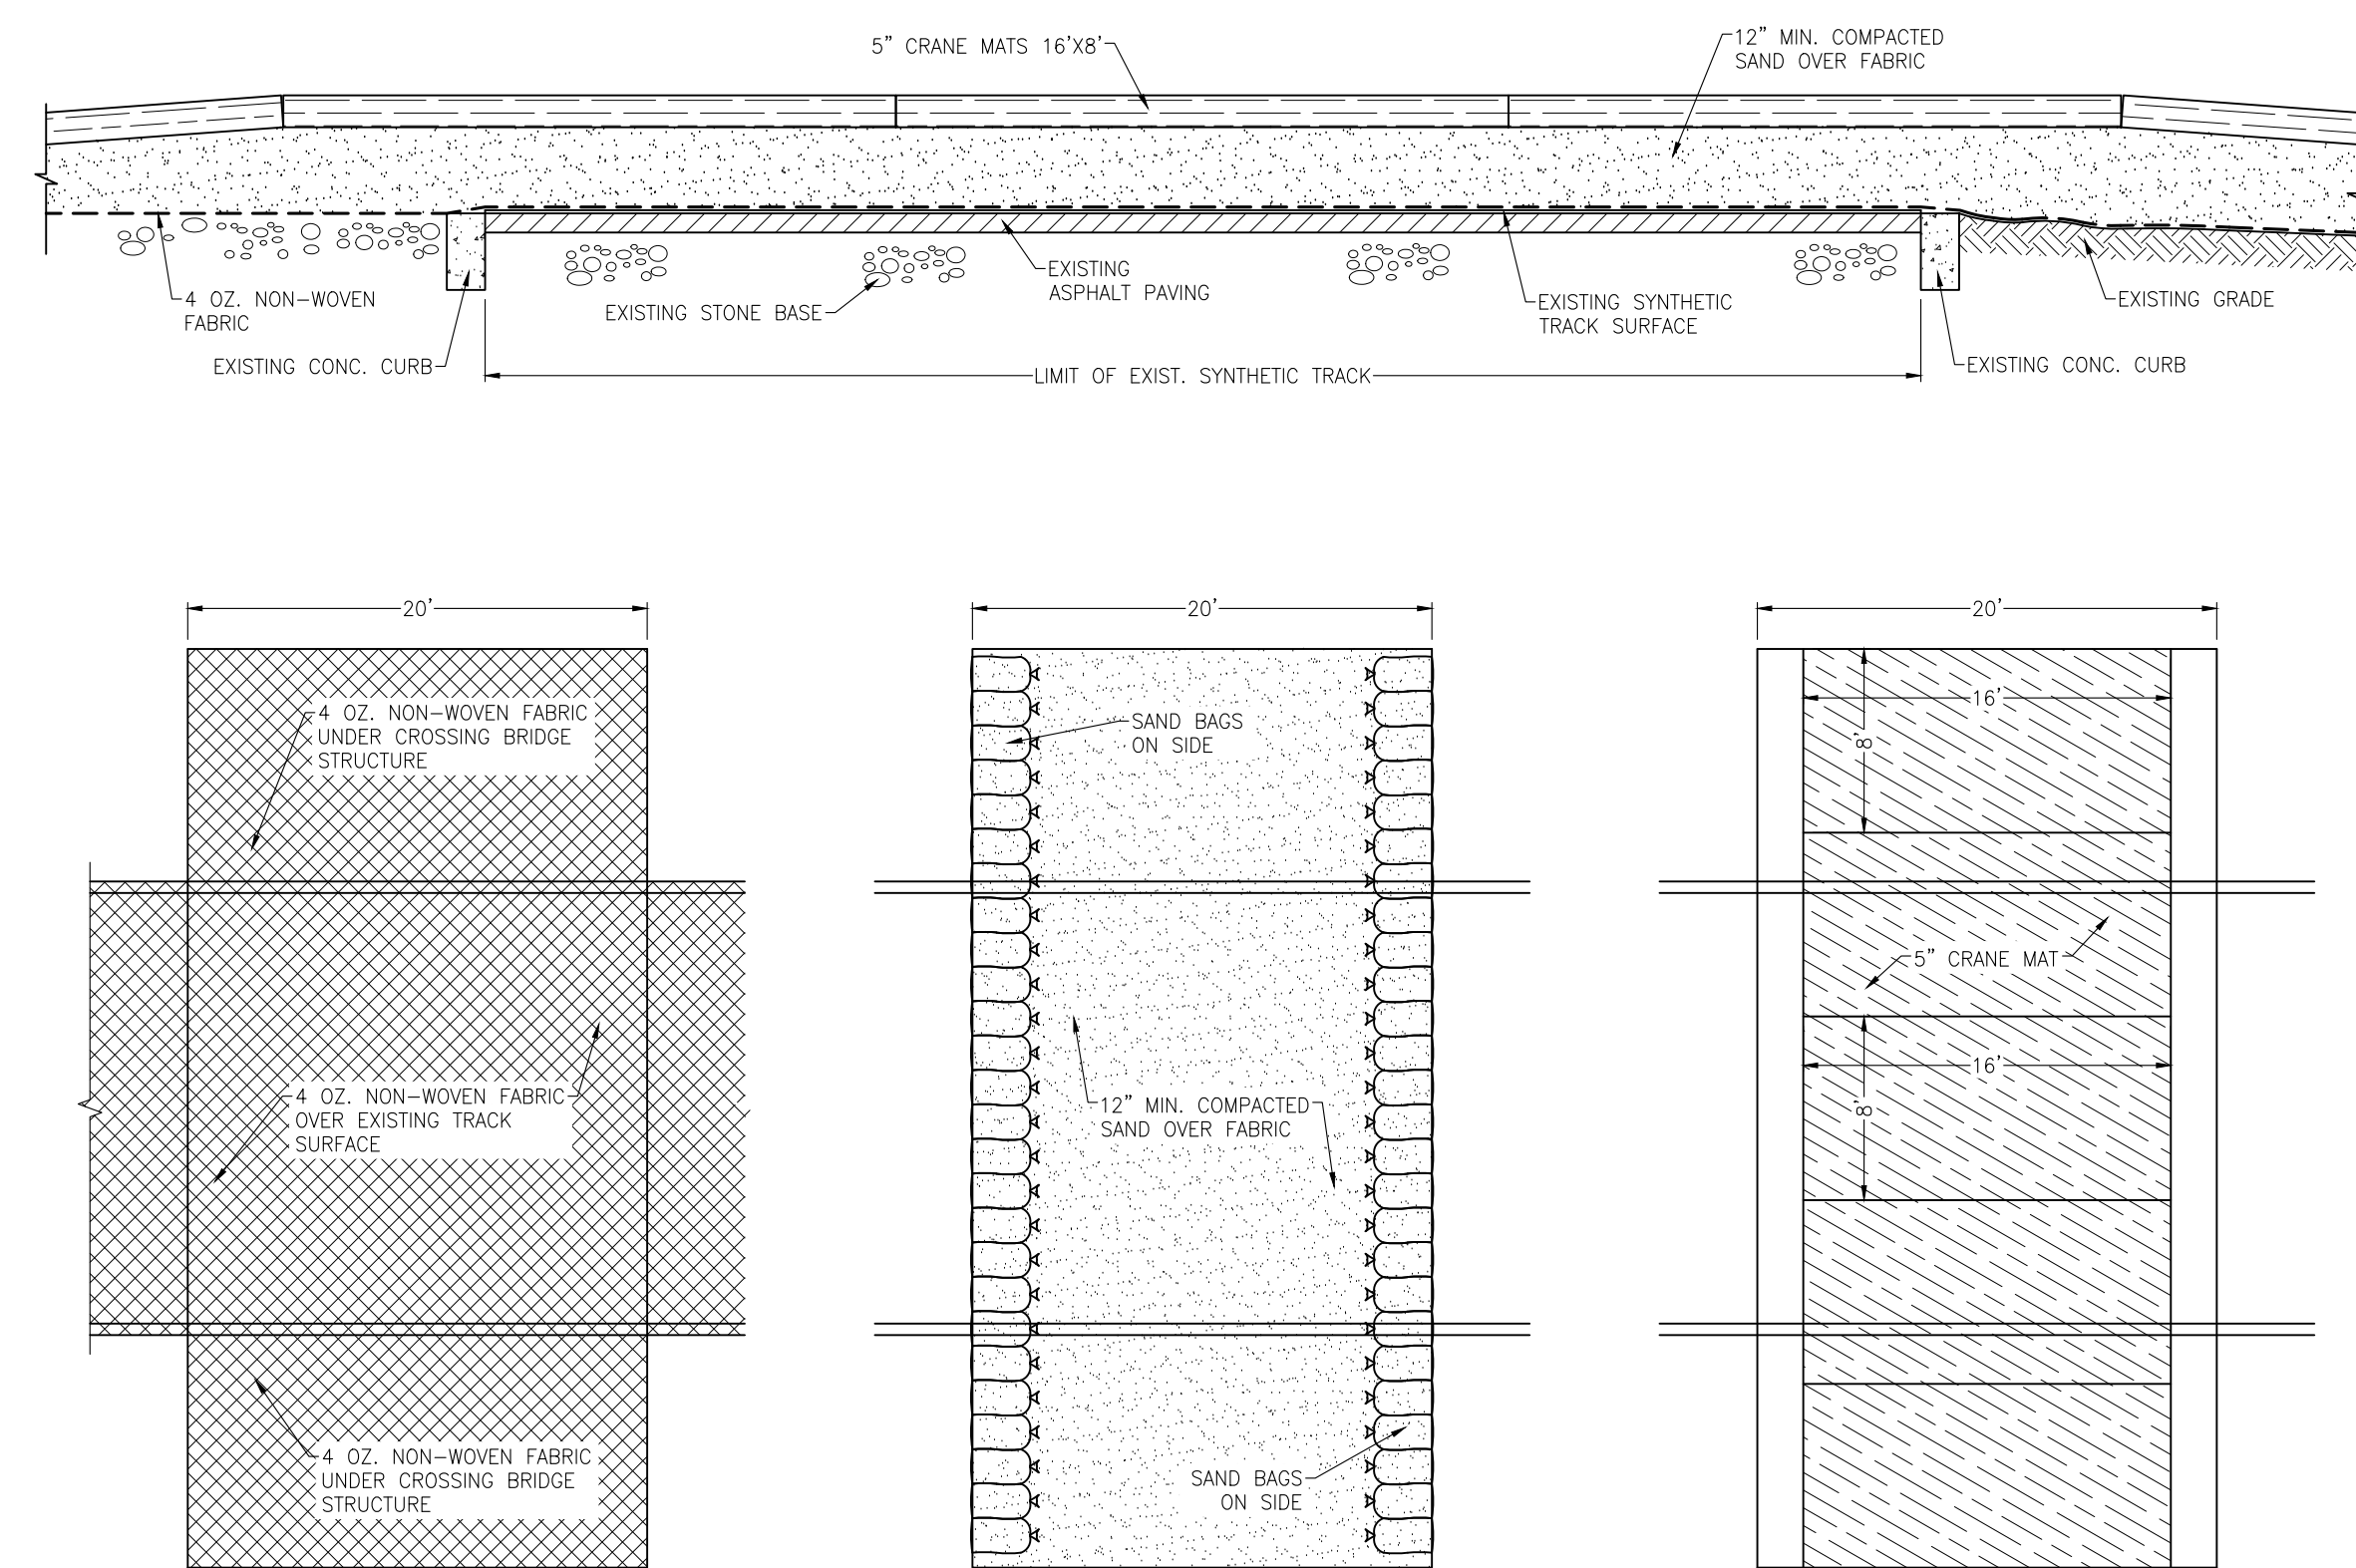 5” CRANE MATS 16’X8’
12” MIN. COMPACTED
SAND OVER FABRIC
4 OZ. NON-WOVEN
FABRIC
EXISTING CONC. CURB
EXISTING STONE BASE
EXISTING
ASPHALT PAVING
EXISTING SYNTHETIC
TRACK SURFACE
EXISTING GRADE
EXISTING CONC. CURB
LIMIT OF EXIST. SYNTHETIC TRACK
20’
4 OZ. NON-WOVEN FABRIC
UNDER CROSSING BRIDGE
STRUCTURE
4 OZ. NON-WOVEN FABRIC
OVER EXISTING TRACK
SURFACE
4 OZ. NON-WOVEN FABRIC
UNDER CROSSING BRIDGE
STRUCTURE
20’
SAND BAGS
ON SIDE
12” MIN. COMPACTED
SAND OVER FABRIC
SAND BAGS
ON SIDE
20’
16’
8’
5” CRANE MAT
16’
8’